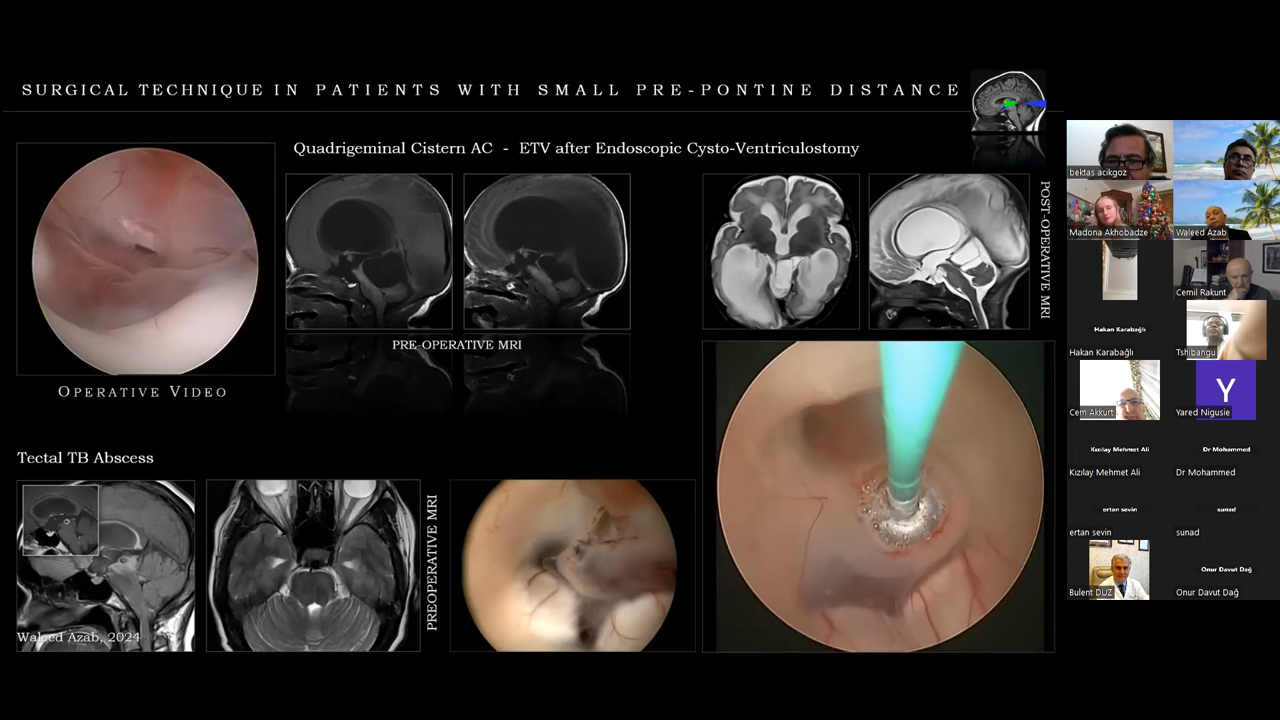 SURGICAL TECHNIQUE IN PATIENTS WITH SMALL PRE-PONTINE DISTANCE
Quadrigeminal Cistern AC - ETV after Endoscopic Cysto-Ventriculostomy
OPERATIVE VIDEO
PRE-OPERATIVE MRI
POST-OPERATIVE MRI
Tectal TB Abscess
PREOPERATIVE MRI
Waleed Azab, 2024
bektas acikgoz
Madona Akhobadze
Waleed Azab
Cemil Rakunt
Hakan Karabağlı
Hakan Karabağlı
Tshibangu
Cem Akkurt
Y
Yared Nigusie
Kızılay Mehmet Ali
Kızılay Mehmet Ali
Dr Mohammed
Dr Mohammed
ertan sevin
ertan sevin
sunad
sunad
Bulent DUZ
Onur Davut Dağ
Onur Davut Dağ